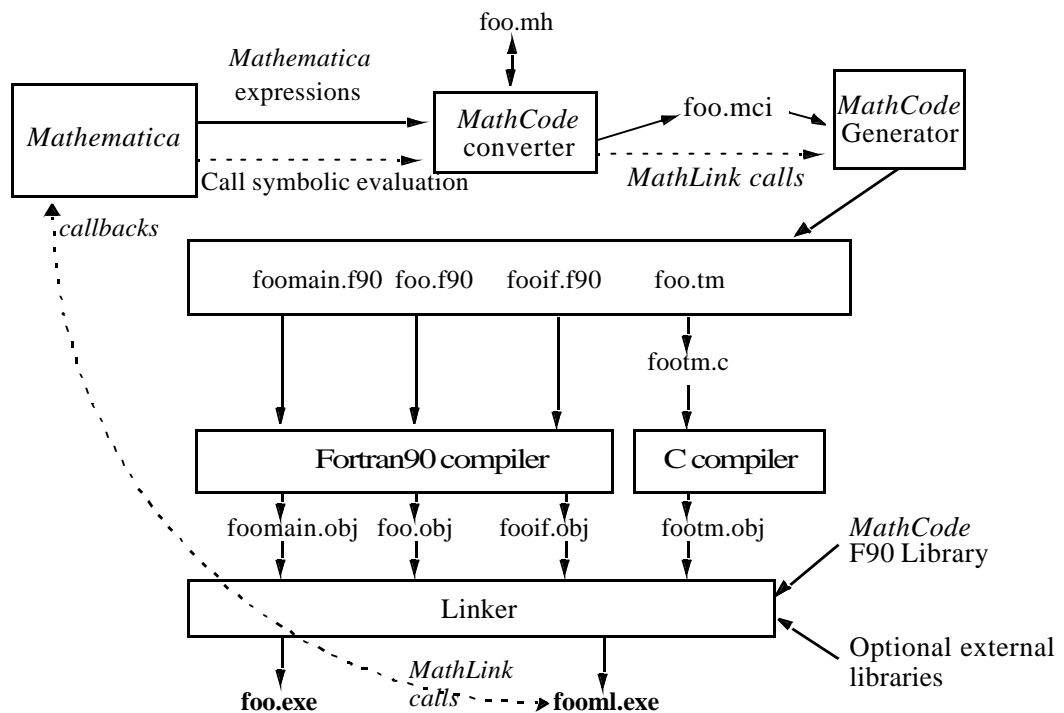 foo.mh
Mathematica
expressions
Mathematica
MathCode
converter
foo.mci
MathCode
Generator
Call symbolic evaluation
MathLink calls
callbacks
foomain.f90 foo.f90 fooif.f90 foo.tm
footm.c
Fortran90 compiler
C compiler
foomain.obj foo.obj fooif.obj footm.obj
MathCode
F90 Library
Linker
Optional external
libraries
MathLink
calls
foo.exe
fooml.exe